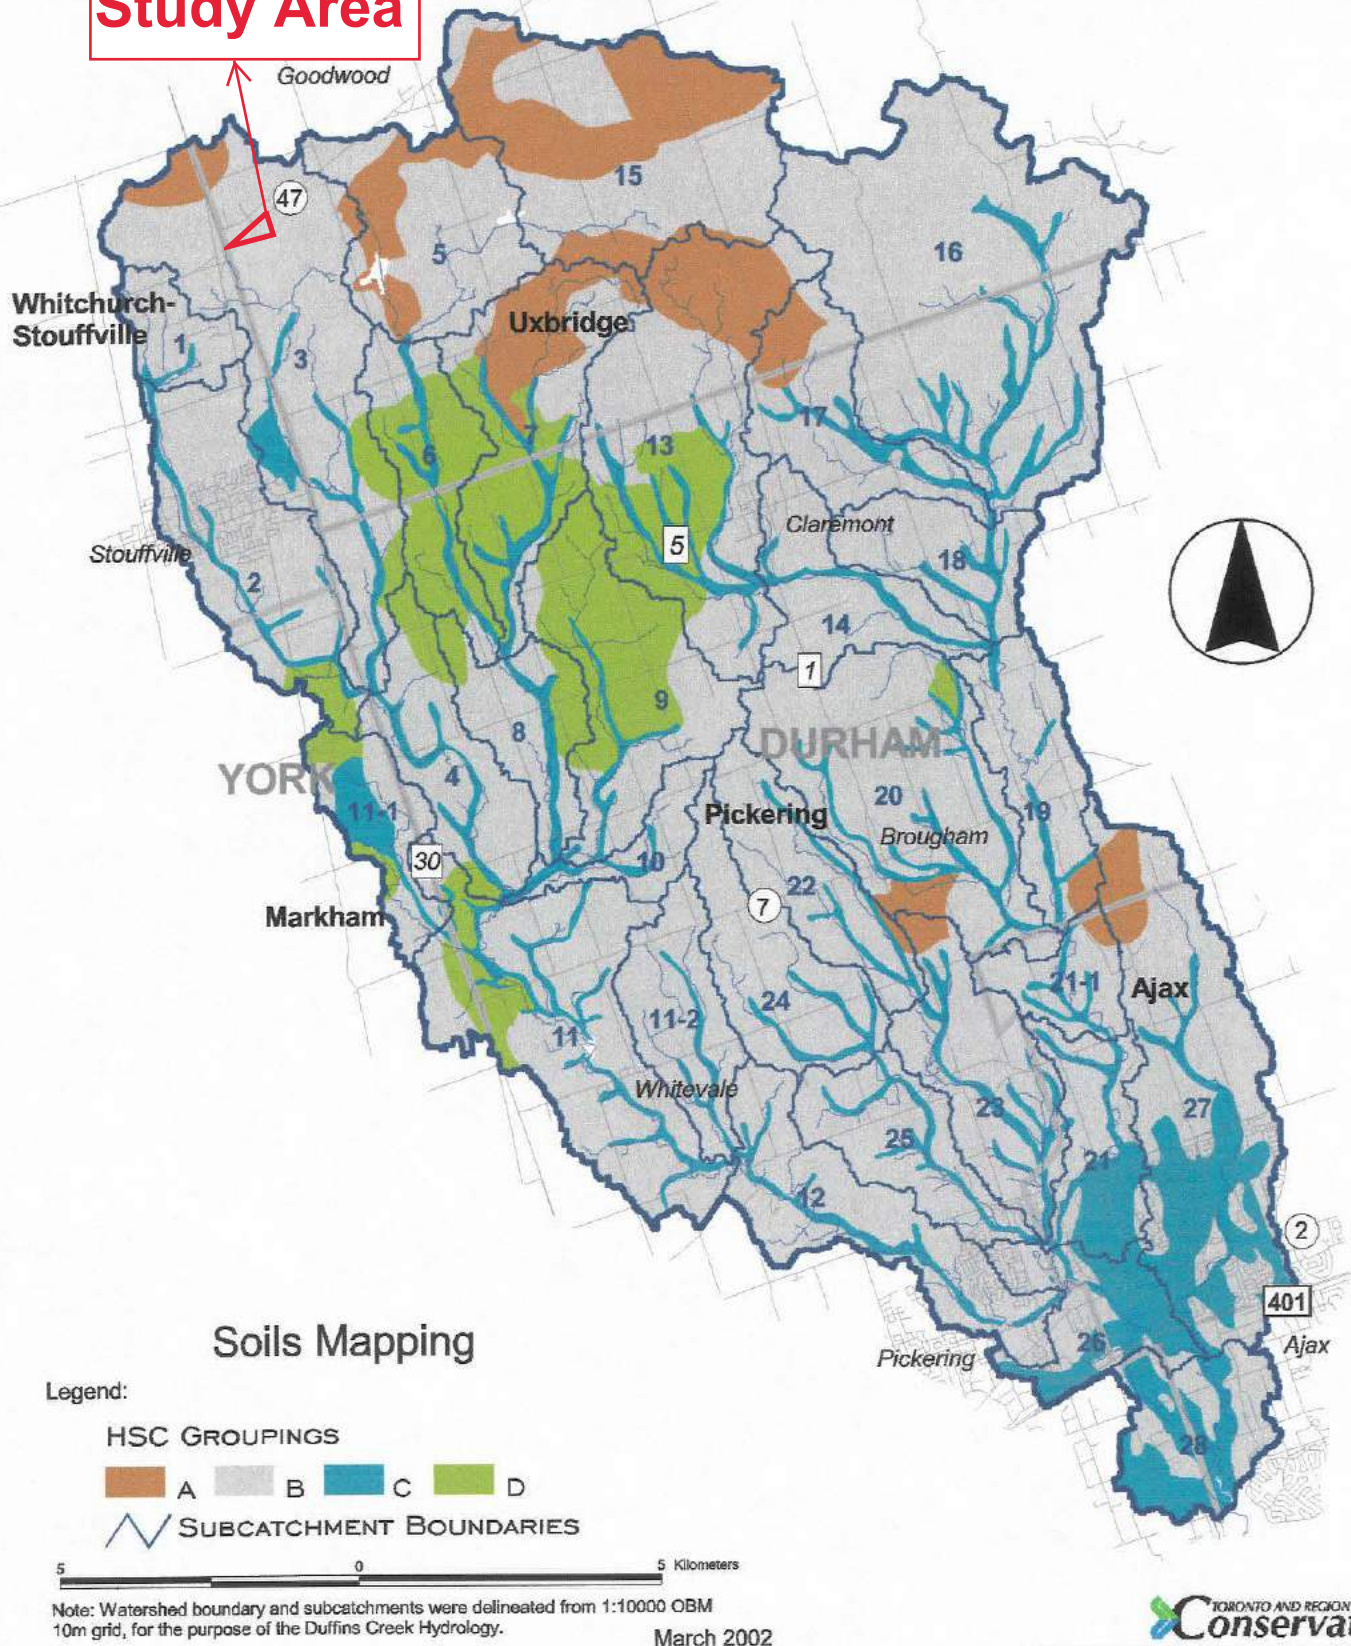 Study Area
Goodwood
47
15
5
16
Whitchurch-
Stouffville
Uxbridge
1
3
17
6
7
13
Claremont
5
Stouffville
18
2
14
1
9
8
DURHAM
YORK
4
20
11-1
Pickering
19
Brougham
30
10
22
7
Markham
21-1
Ajax
24
11-2
11
Whitevale
23
27
25
21
12
2
401
Ajax
26
Pickering
28
Soils Mapping
Legend:
HSC GROUPINGS
A B C D
SUBCATCHMENT BOUNDARIES
5 0 5 Kilometers
Note: Watershed boundary and subcatchments were delineated from 1:10000 OBM
10m grid, for the purpose of the Duffins Creek Hydrology.
March 2002
TORONTO AND REGION
Conservat